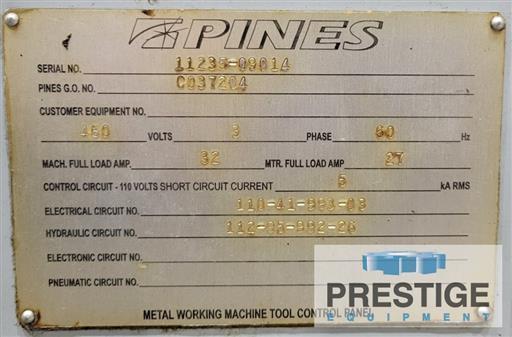 PINES
SERIAL NO. 11235-09014
PINES G.O. NO. C037204
CUSTOMER EQUIPMENT NO.
460 VOLTS 3 PHASE 60 Hz
MACH. FULL LOAD AMP. 32 MTR. FULL LOAD AMP 27
CONTROL CIRCUIT - 110 VOLTS SHORT CIRCUIT CURRENT 5 kA RMS
ELECTRICAL CIRCUIT NO. 110-41-993-03
HYDRAULIC CIRCUIT NO.
ELECTRONIC CIRCUIT NO.
PNEUMATIC CIRCUIT NO.
METAL WORKING MACHINE TOOL CONTROL PANEL
PRESTIGE
EQUIPMENT